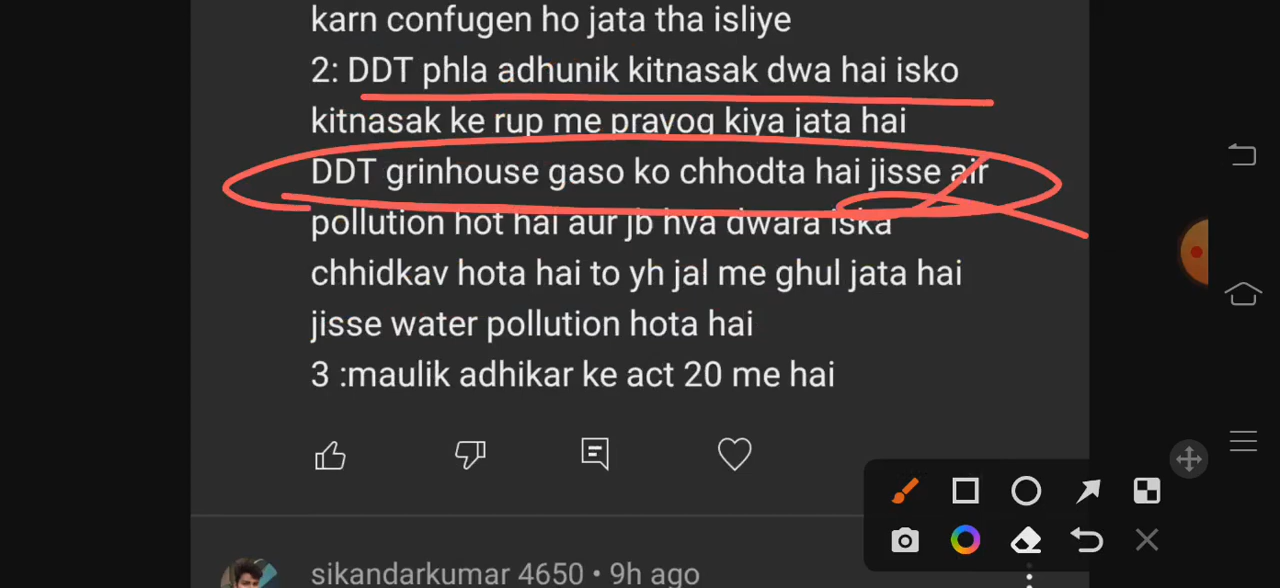 karn confugen ho jata tha isliye
2: DDT phla adhunik kitnasak dwa hai isko
kitnasak ke rup me prayog kiya jata hai
DDT grinhouse gaso ko chhodta hai jisse air
pollution hot hai aur jb hva dwara iska
chhidkav hota hai to yh jal me ghul jata hai
jisse water pollution hota hai
3 :maulik adhikar ke act 20 me hai
sikandarkumar 4650 • 9h ago